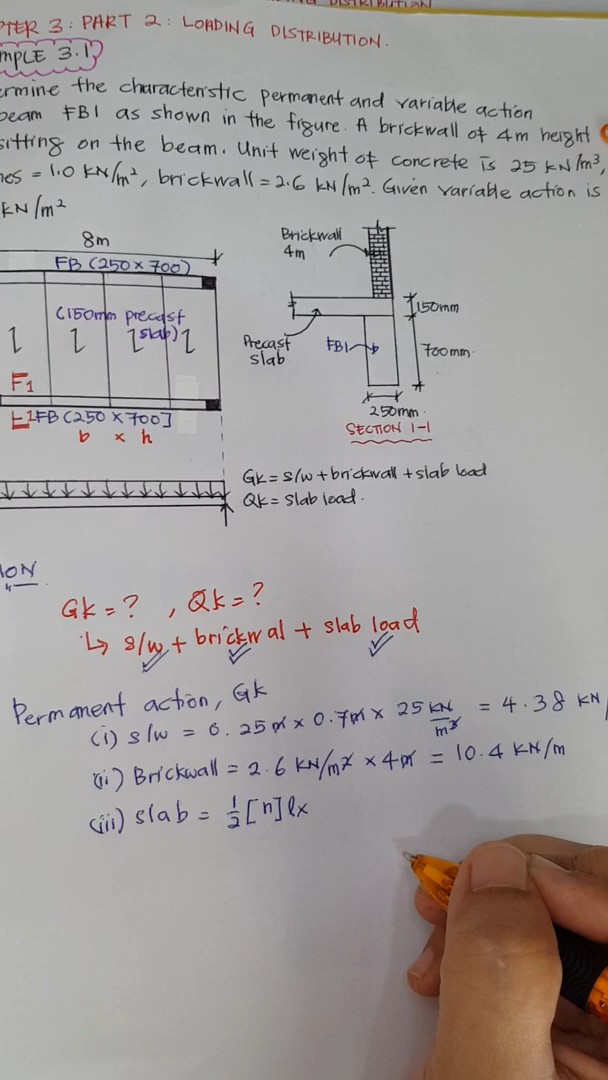 DISTRIBUTION
PTER 3: PART 2: LOADING DISTRIBUTION.
MPLE 3.1
ermine the characteristic permanent and variable action
beam FB1 as shown in the figure. A brickwall of 4m height
sitting on the beam. Unit weight of concrete is 25 kN/m³,
hes = 1.0 kN/m², brickwall = 2.6 kN/m². Given variable action is
kN/m²
8m
FB (250 x 700)
(150mm precast
slab)
F1
FB (250 x 700]
b x h
Brickwall
4m
150mm
Precast
slab
FB1
700mm.
250mm.
SECTION 1-1
Gk = s/w + brickwall + slab load
Qk = slab load.
ION
Gk = ? , Qk = ?
↳ s/w + brickwal + slab load
Permanent action, Gk
(i) s/w = 0.25m x 0.7m x 25 kN/m³ = 4.38 kN/
(ii) Brickwall = 2.6 kN/m² x 4m = 10.4 kN/m
(iii) slab = 1/2 [n] lx